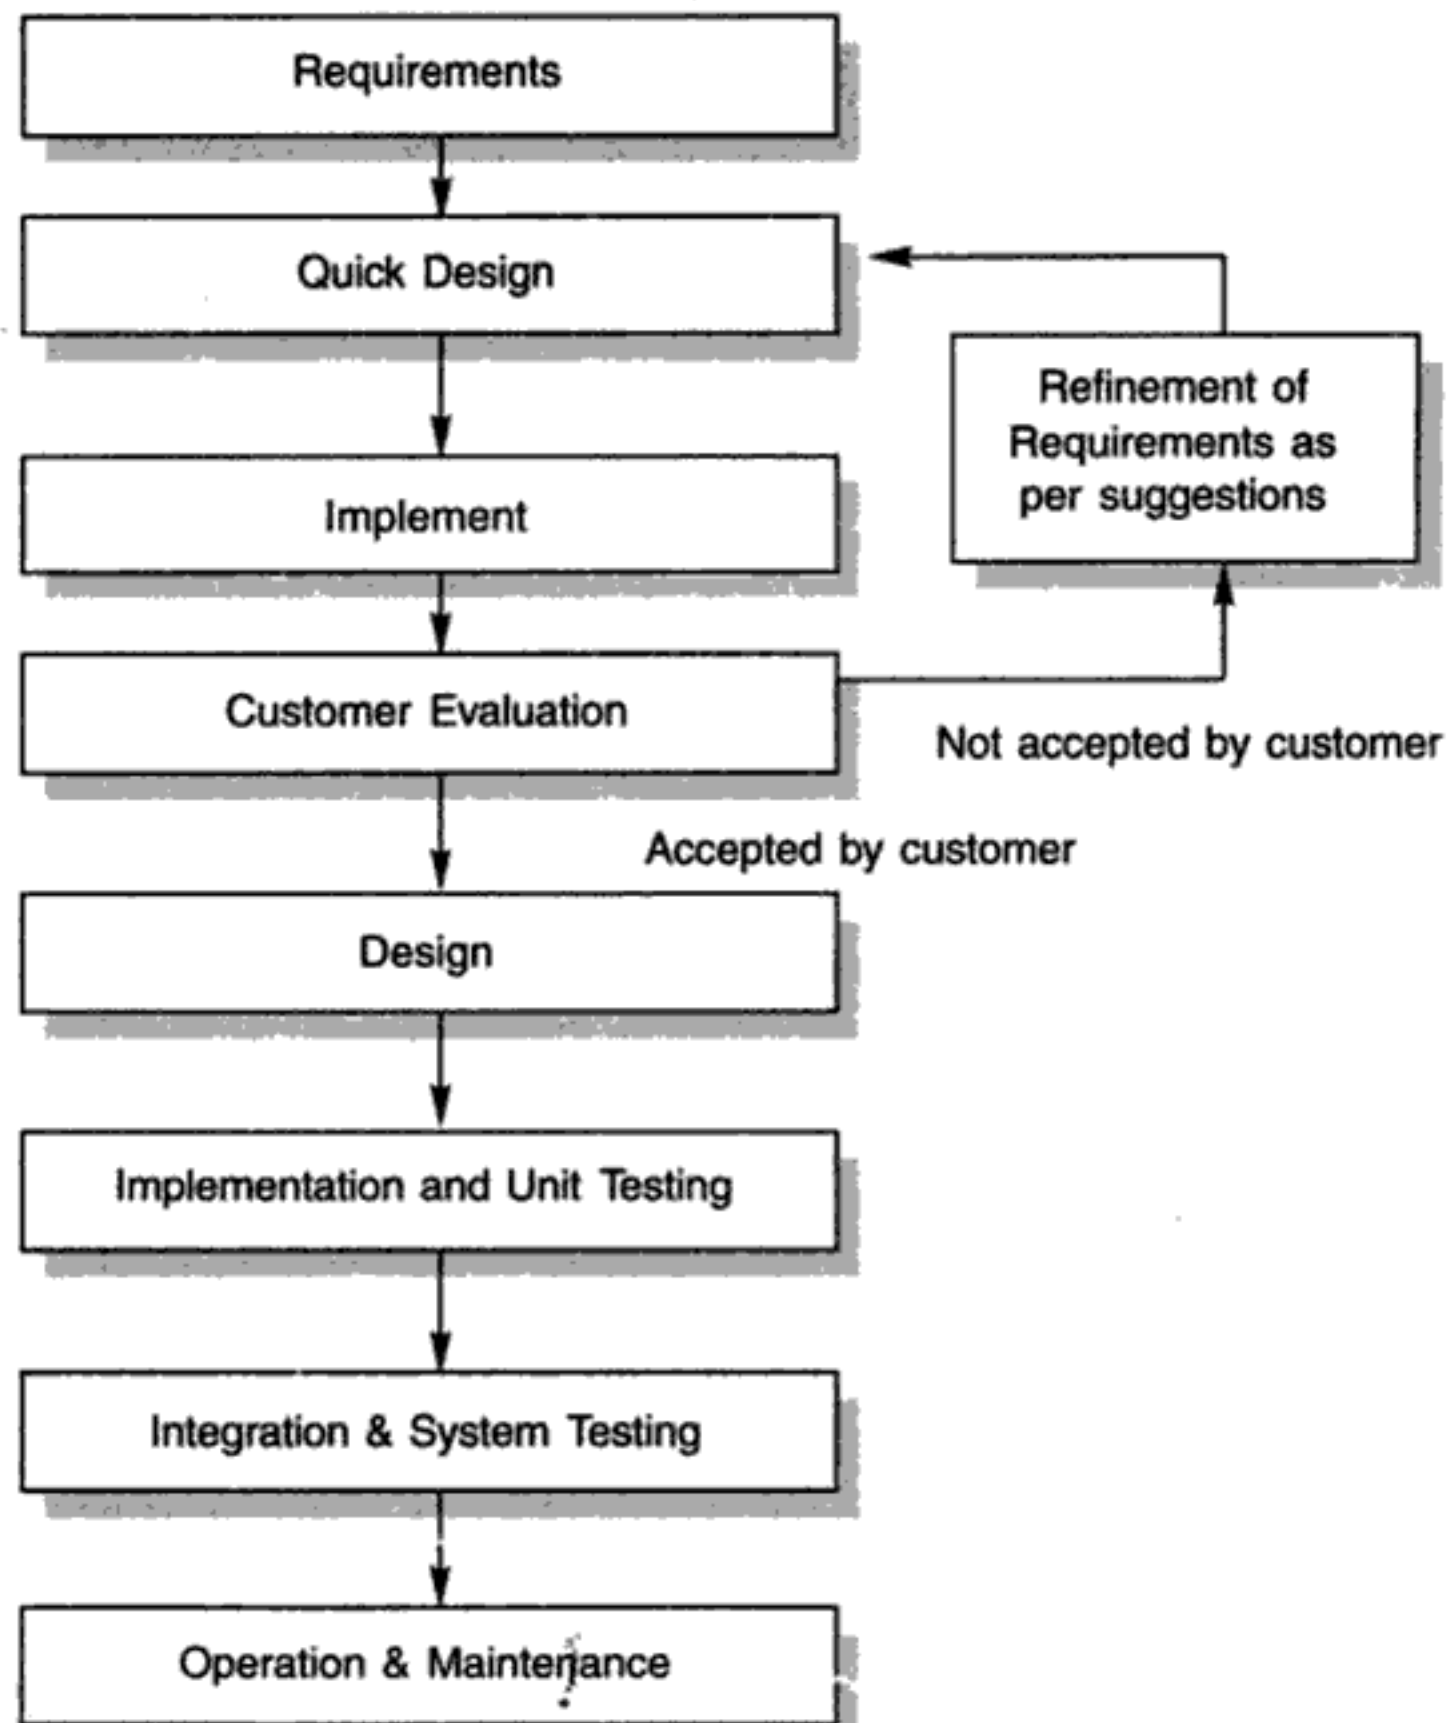 Requirements
Quick Design
Refinement of
Requirements as
per suggestions
Implement
Customer Evaluation
Not accepted by customer
Accepted by customer
Design
Implementation and Unit Testing
Integration & System Testing
Operation & Maintenance